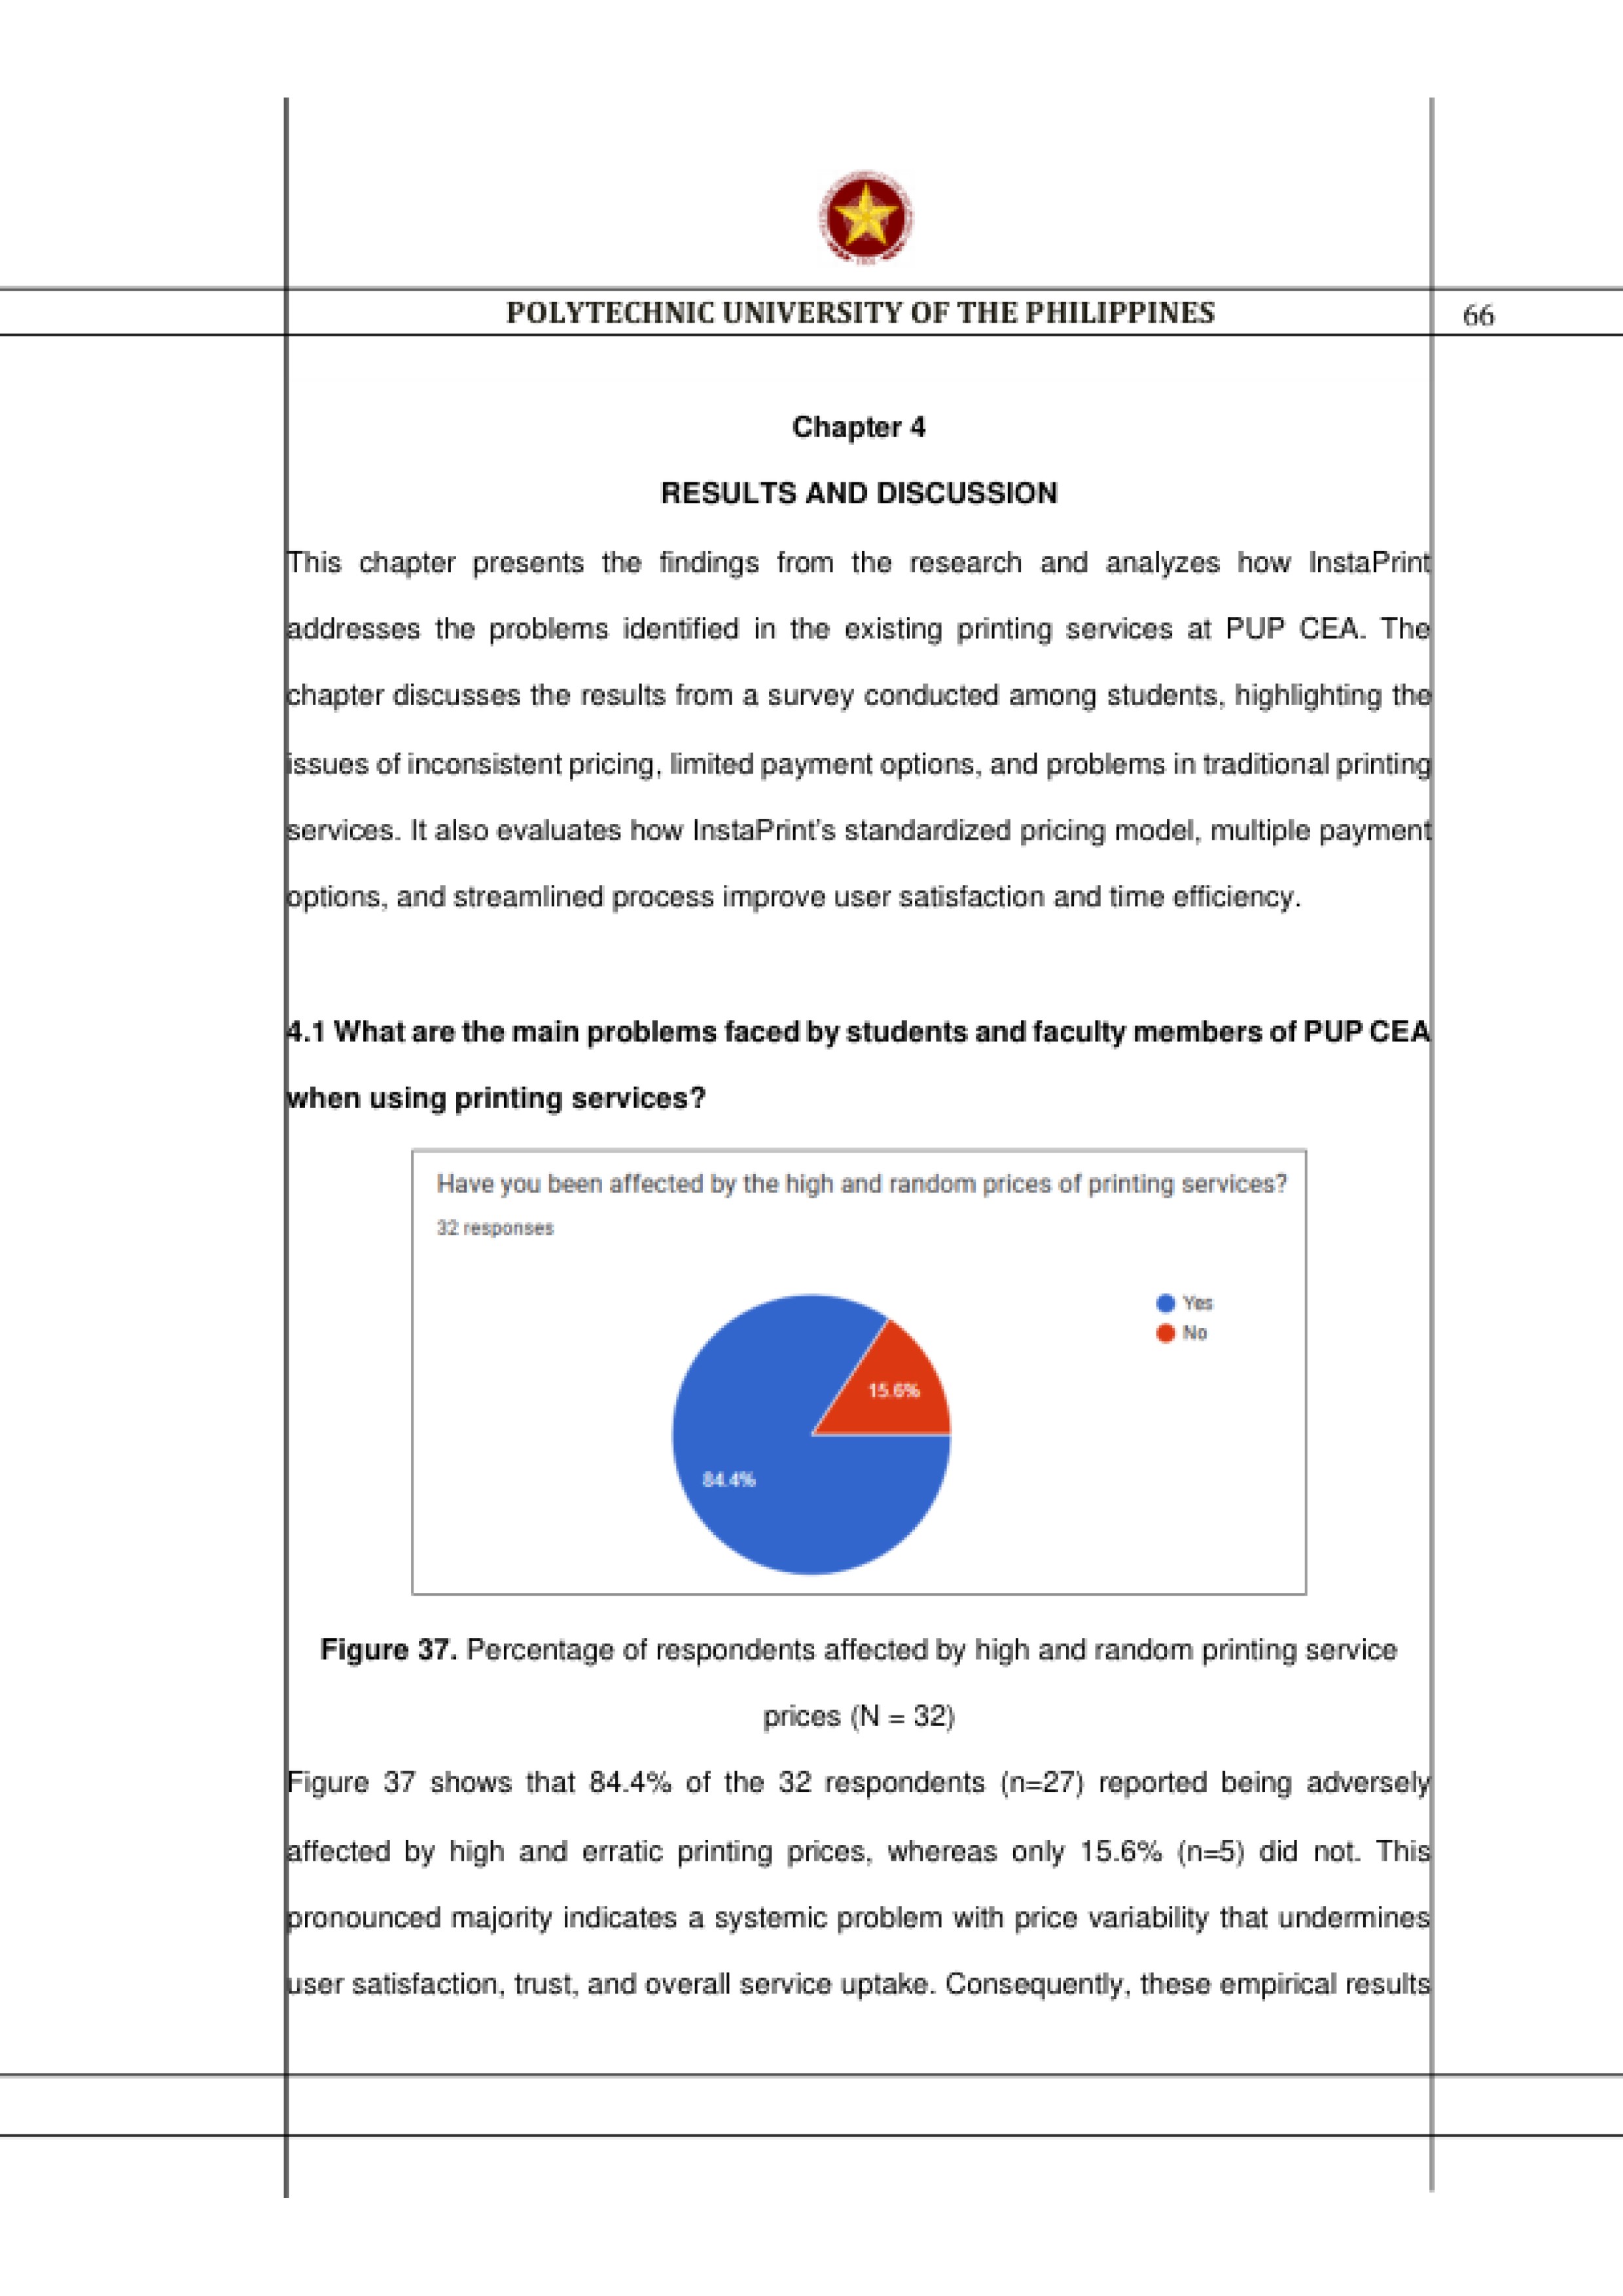 POLYTECHNIC UNIVERSITY OF THE PHILIPPINES
66
Chapter 4
RESULTS AND DISCUSSION
This chapter presents the findings from the research and analyzes how InstaPrint
addresses the problems identified in the existing printing services at PUP CEA. The
chapter discusses the results from a survey conducted among students, highlighting the
issues of inconsistent pricing, limited payment options, and problems in traditional printing
services. It also evaluates how InstaPrint's standardized pricing model, multiple payment
options, and streamlined process improve user satisfaction and time efficiency.
4.1 What are the main problems faced by students and faculty members of PUP CEA
when using printing services?
Have you been affected by the high and random prices of printing services?
32 responses
Yes
No
15.6%
84.4%
Figure 37. Percentage of respondents affected by high and random printing service
prices (N = 32)
Figure 37 shows that 84.4% of the 32 respondents (n=27) reported being adversely
affected by high and erratic printing prices, whereas only 15.6% (n=5) did not. This
pronounced majority indicates a systemic problem with price variability that undermines
user satisfaction, trust, and overall service uptake. Consequently, these empirical results